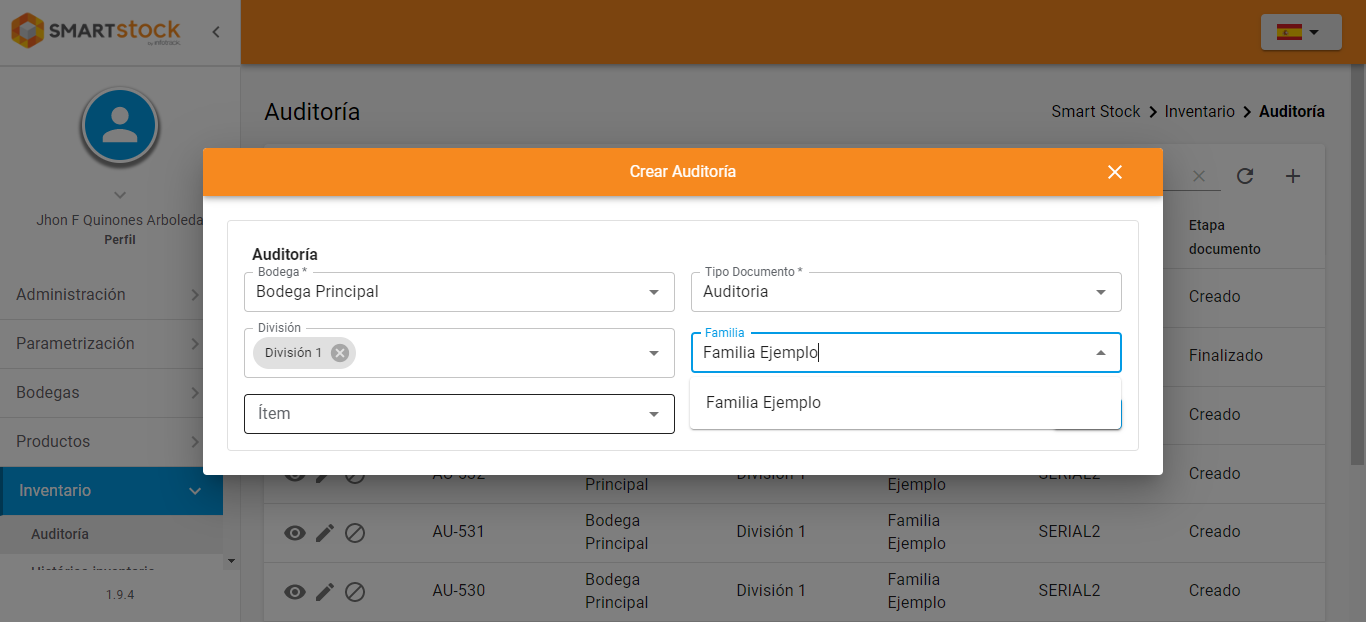 SMARTstock
by infotrack
Auditoría
Smart Stock > Inventario > Auditoría
Jhon F Quinones Arboleda
Perfil
Administración
Parametrización
Bodegas
Productos
Inventario
Auditoría
1.9.4
Crear Auditoría
Auditoría
Bodega *
Bodega Principal
Tipo Documento *
Auditoria
División
División 1
Familia
Familia Ejemplo
Familia Ejemplo
Ítem
Etapa
documento
Creado
Finalizado
Creado
Principal
Ejemplo
Creado
AU-531
Bodega
Principal
División 1
Familia
Ejemplo
SERIAL2
Creado
AU-530
Bodega
Principal
División 1
Familia
Ejemplo
SERIAL2
Creado